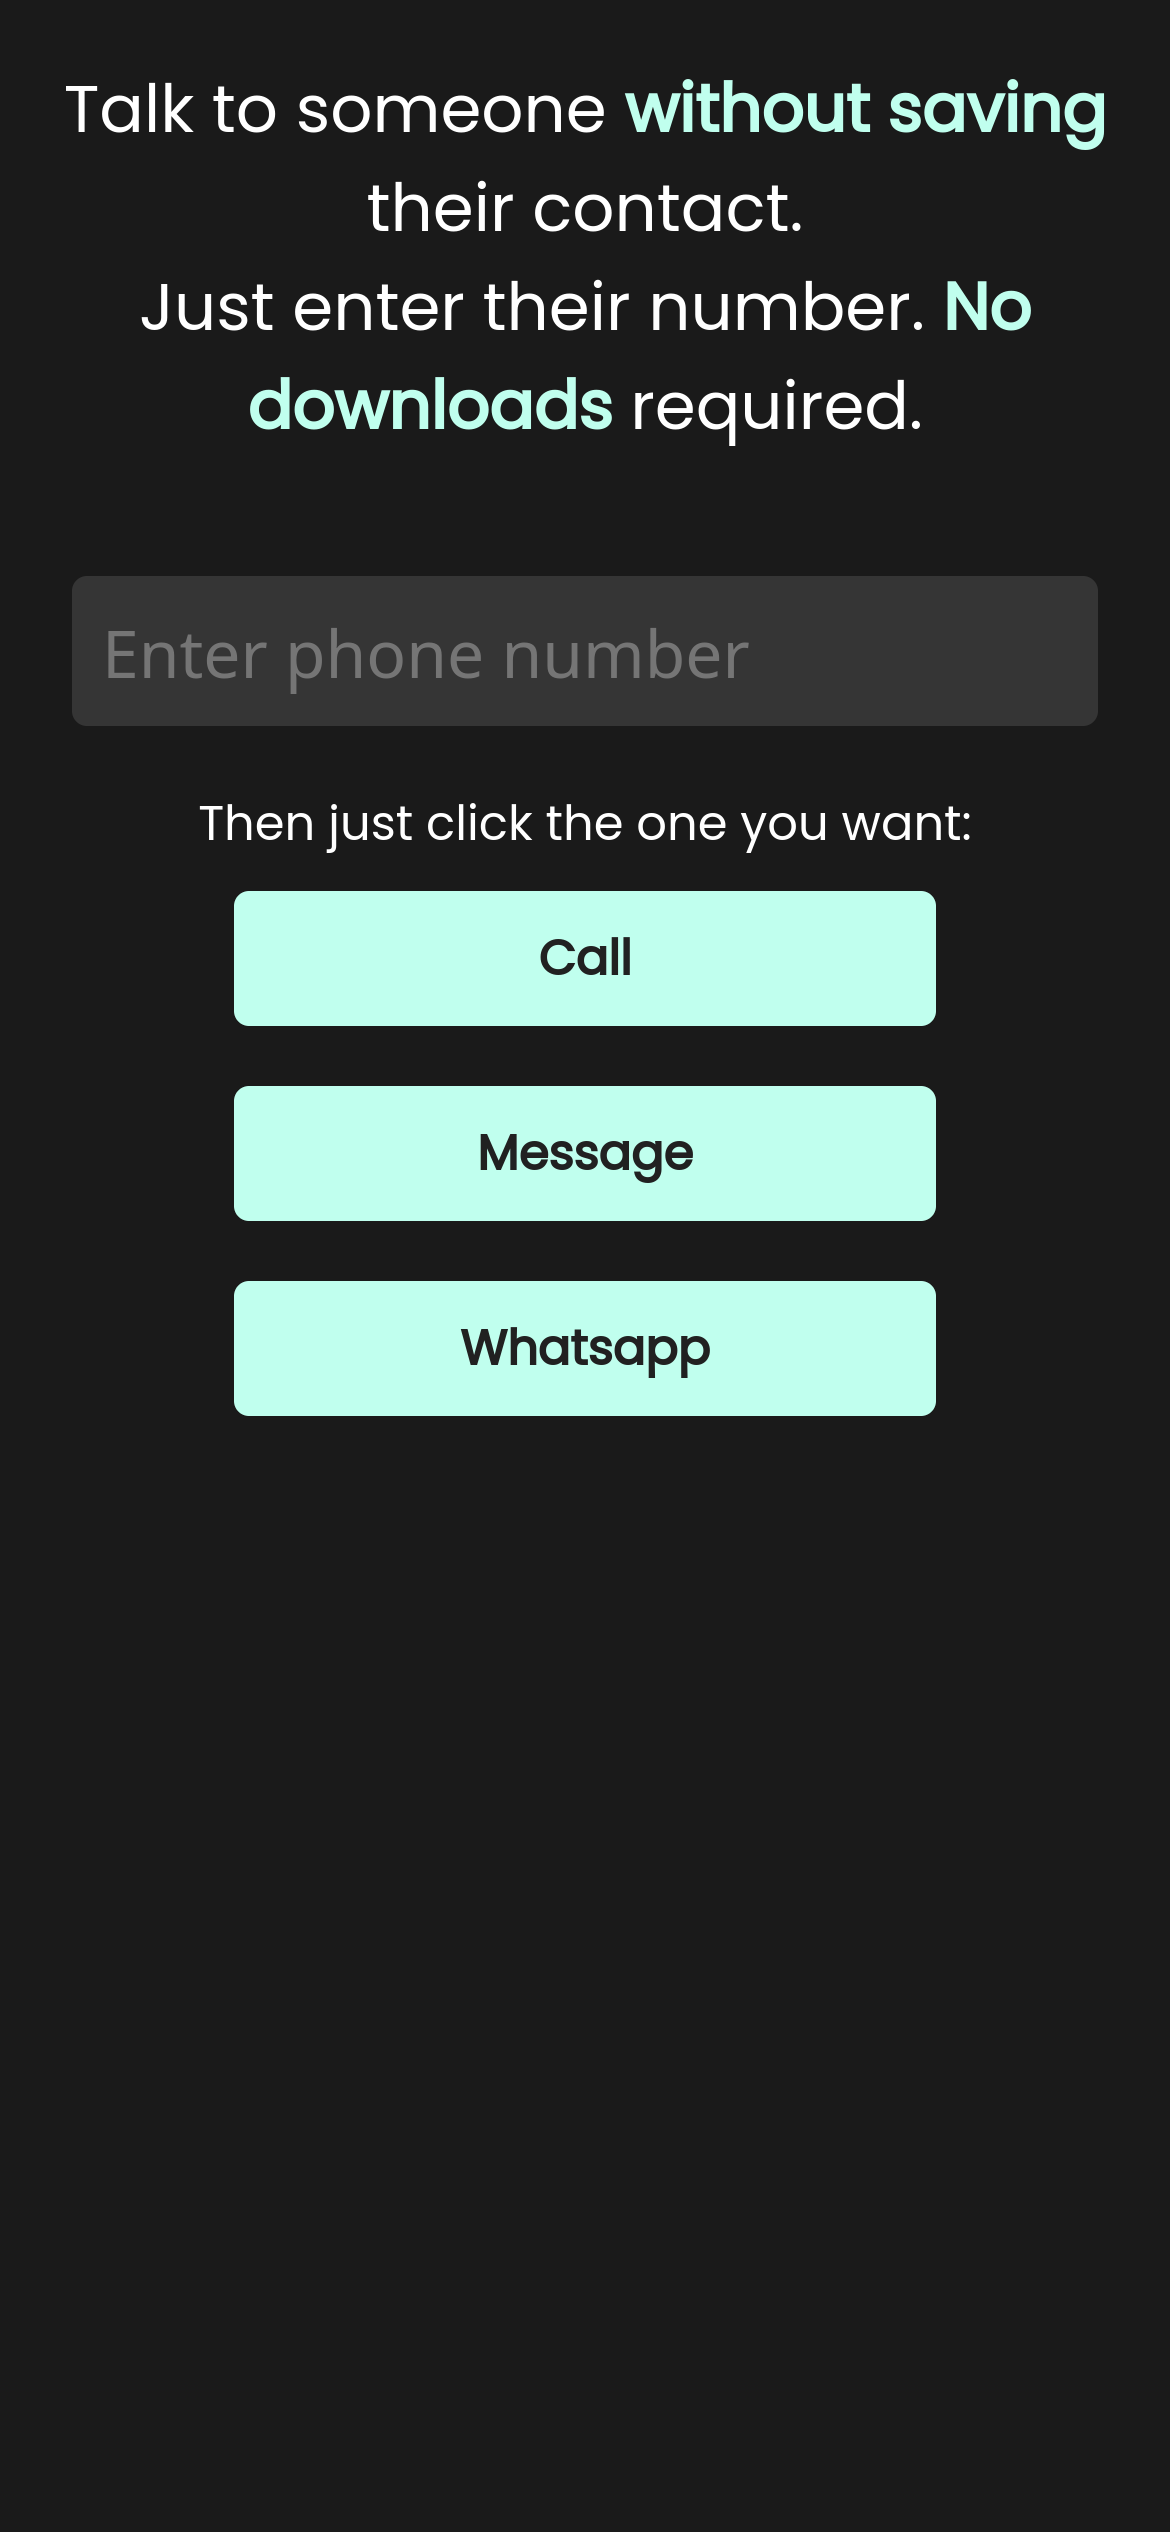 Talk to someone without saving
their contact.
Just enter their number. No
downloads required.
Enter phone number
Then just click the one you want:
Call
Message
Whatsapp